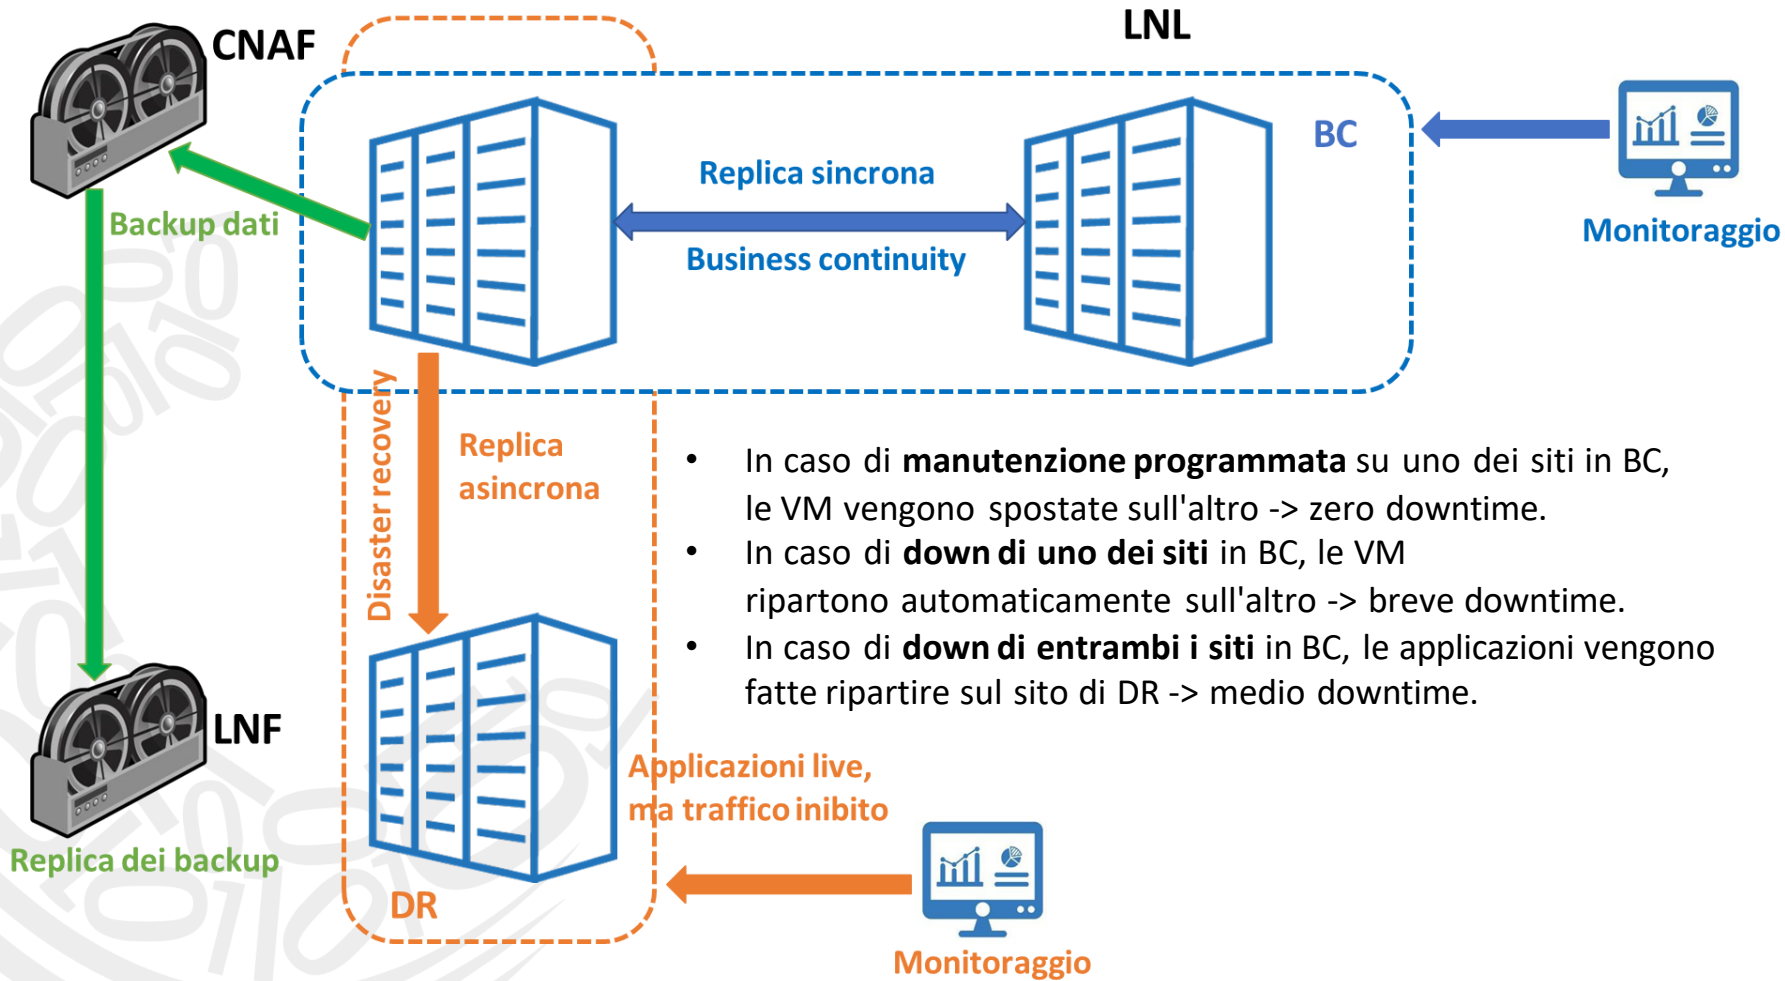 CNAF
LNL
BC
Replica sincrona
Business continuity
Monitoraggio
Backup dati
Disaster recovery
Replica
asincrona
• In caso di manutenzione programmata su uno dei siti in BC,
le VM vengono spostate sull'altro -> zero downtime.
• In caso di down di uno dei siti in BC, le VM
ripartono automaticamente sull'altro -> breve downtime.
• In caso di down di entrambi i siti in BC, le applicazioni vengono
fatte ripartire sul sito di DR -> medio downtime.
LNF
Replica dei backup
Applicazioni live,
ma traffico inibito
DR
Monitoraggio